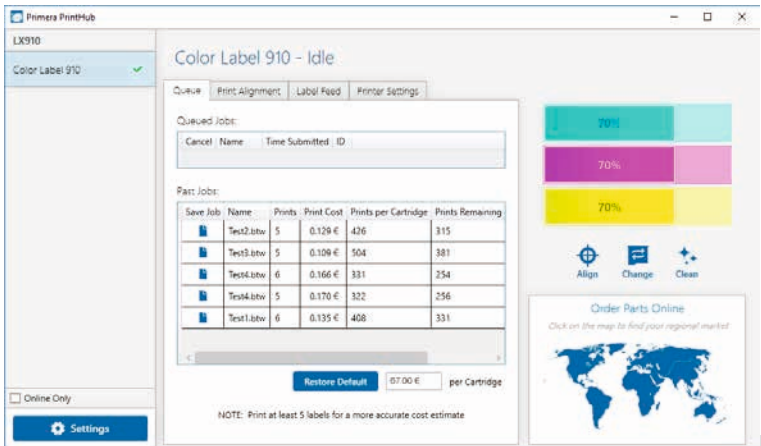 Primera PrintHub
LX910
Color Label 910
Color Label 910 - Idle
Queue Print Alignment Label Feed Printer Settings
Queued Jobs:
Cancel Name Time Submitted ID
Past Jobs:
Save Job Name Prints Print Cost Prints per Cartridge Prints Remaining
Test2.btw 5 0.129 € 426 315
Test3.btw 5 0.109 € 504 381
Test4.btw 6 0.166 € 331 254
Test4.btw 5 0.170 € 322 256
Test1.btw 6 0.135 € 408 331
Restore Default 67.00 € per Cartridge
NOTE: Print at least 5 labels for a more accurate cost estimate
70%
70%
70%
Align Change Clean
Order Parts Online
Click on the map to find your regional market
Online Only
Settings